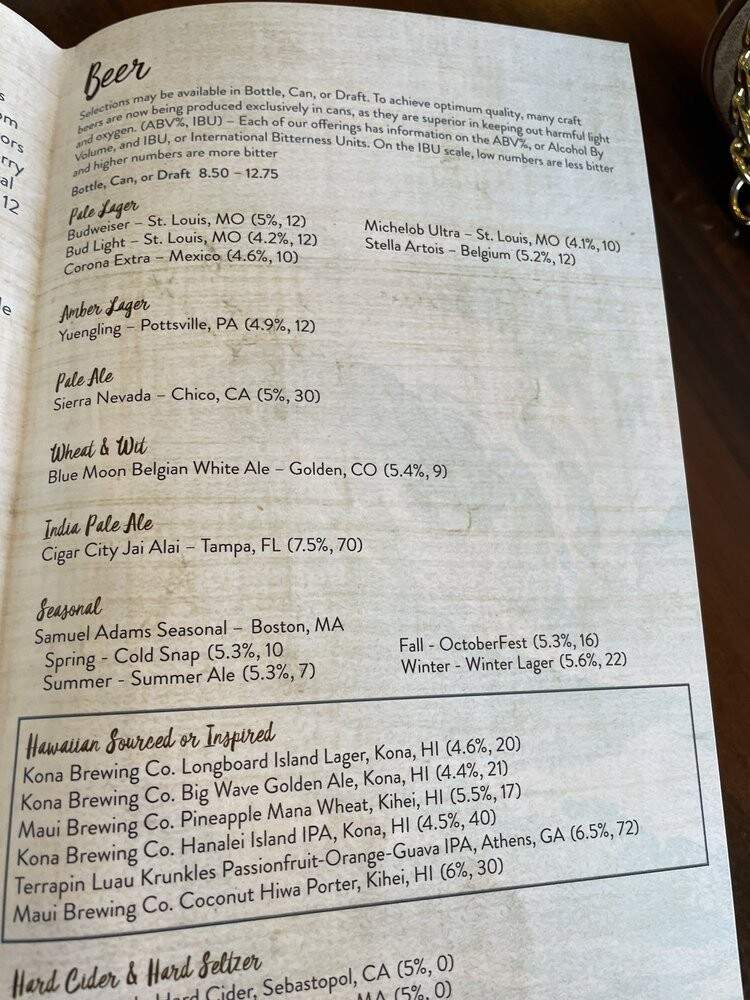 s
om
ors
rry
al
12
le
Beer
Selections may be available in Bottle, Can, or Draft. To achieve optimum quality, many craft
beers are now being produced exclusively in cans, as they are superior in keeping out harmful light
and oxygen. (ABV%, IBU) – Each of our offerings has information on the ABV%, or Alcohol By
Volume, and IBU, or International Bitterness Units. On the IBU scale, low numbers are less bitter
and higher numbers are more bitter
Bottle, Can, or Draft 8.50 – 12.75
Pale Lager
Budweiser – St. Louis, MO (5%, 12)
Bud Light – St. Louis, MO (4.2%, 12)
Corona Extra – Mexico (4.6%, 10)
Michelob Ultra – St. Louis, MO (4.1%, 10)
Stella Artois – Belgium (5.2%, 12)
Amber Lager
Yuengling – Pottsville, PA (4.9%, 12)
Pale Ale
Sierra Nevada – Chico, CA (5%, 30)
Wheat & Wit
Blue Moon Belgian White Ale – Golden, CO (5.4%, 9)
India Pale Ale
Cigar City Jai Alai – Tampa, FL (7.5%, 70)
Seasonal
Samuel Adams Seasonal – Boston, MA
Spring - Cold Snap (5.3%, 10
Summer - Summer Ale (5.3%, 7)
Fall - OctoberFest (5.3%, 16)
Winter - Winter Lager (5.6%, 22)
Hawaiian Sourced or Inspired
Kona Brewing Co. Longboard Island Lager, Kona, HI (4.6%, 20)
Kona Brewing Co. Big Wave Golden Ale, Kona, HI (4.4%, 21)
Maui Brewing Co. Pineapple Mana Wheat, Kihei, HI (5.5%, 17)
Kona Brewing Co. Hanalei Island IPA, Kona, HI (4.5%, 40)
Terrapin Luau Krunkles Passionfruit-Orange-Guava IPA, Athens, GA (6.5%, 72)
Maui Brewing Co. Coconut Hiwa Porter, Kihei, HI (6%, 30)
Hard Cider & Hard Seltzer
Hard Cider, Sebastopol, CA (5%, 0)
MA (5%, 0)